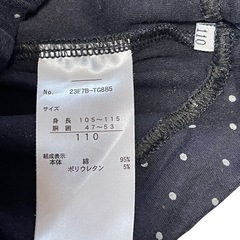 No. 23F7B-TG885
サイズ
身長 105～115
胴囲 47～53
110
組成表示
本体 綿 95%
ポリウレタン 5%
110